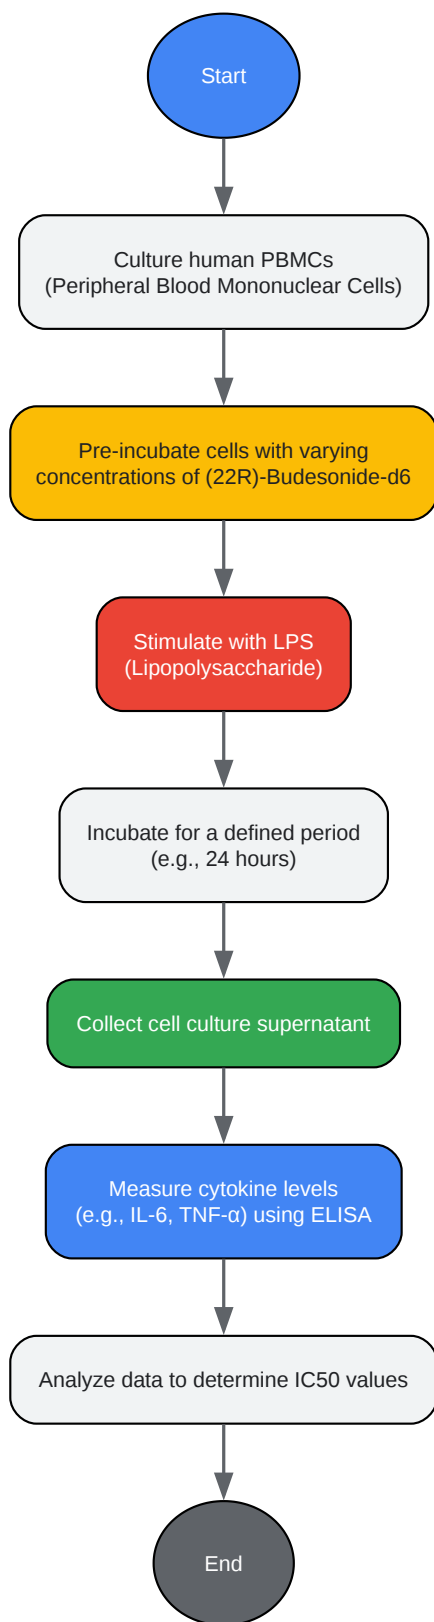 Start
Culture human PBMCs
(Peripheral Blood Mononuclear Cells)
Pre-incubate cells with varying
concentrations of (22R)-Budesonide-d6
Stimulate with LPS
(Lipopolysaccharide)
Incubate for a defined period
(e.g., 24 hours)
Collect cell culture supernatant
Measure cytokine levels
(e.g., IL-6, TNF-α) using ELISA
Analyze data to determine IC50 values
End